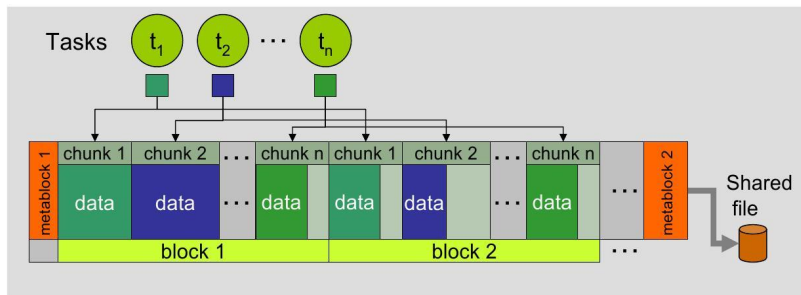 Tasks t1 t2 ··· tn
metablock 1 chunk 1 chunk 2 ··· chunk n chunk 1 chunk 2 ··· chunk n ··· metablock 2
data data ··· data data data ··· data
Shared
file
block 1 block 2 ···